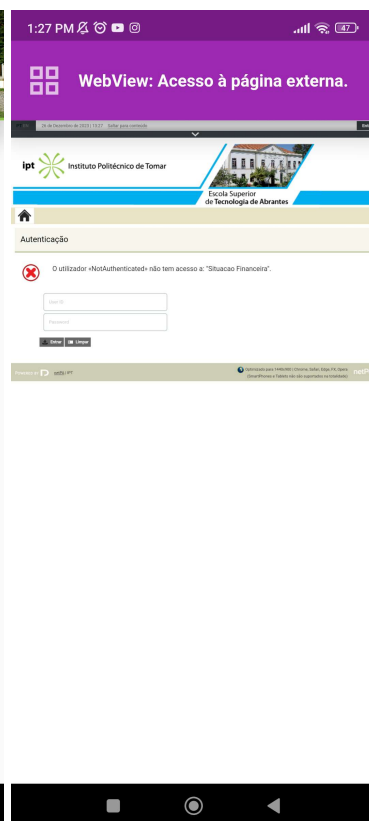 1:27 PM
47
WebView: Acesso à página externa.
26 de Dezembro de 2023 | 13:27 Saltar para conteúdo
ipt Instituto Politécnico de Tomar
Escola Superior
de Tecnologia de Abrantes
Autenticação
O utilizador «NotAuthenticated» não tem acesso a: "Situacao Financeira".
User ID
Password
Entrar Limpar
netP@ | IPT